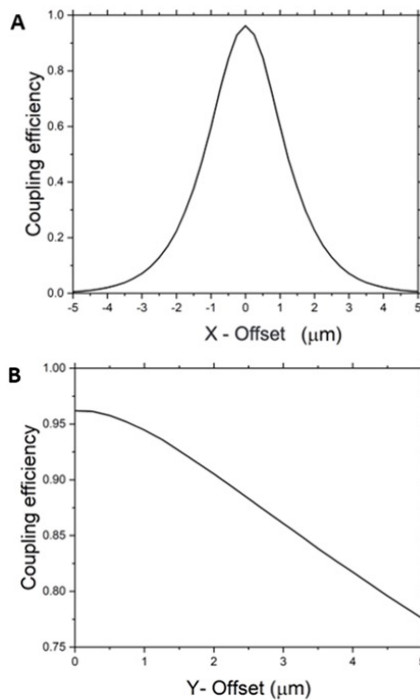 A
Coupling efficiency
1.0
0.8
0.6
0.4
0.2
0.0
-5 -4 -3 -2 -1 0 1 2 3 4 5
X - Offset (μm)
B
Coupling efficiency
1.00
0.95
0.90
0.85
0.80
0.75
0 1 2 3 4 5
Y- Offset (μm)